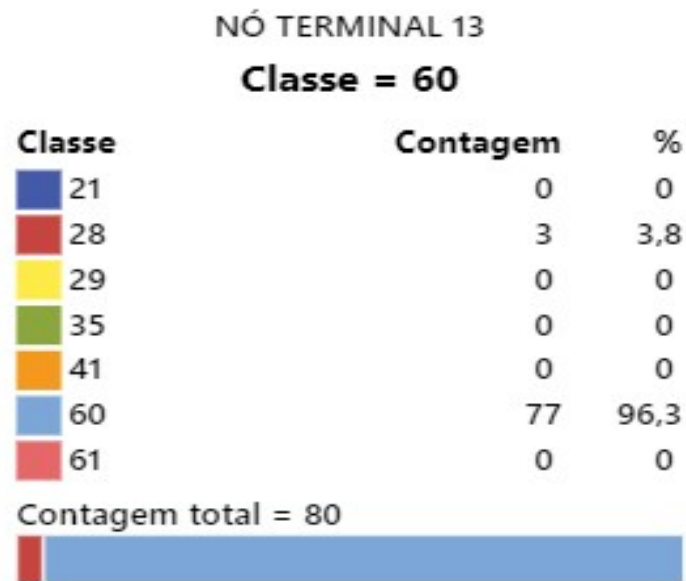 NÓ TERMINAL 13
Classe = 60
Classe Contagem %
21 0 0
28 3 3,8
29 0 0
35 0 0
41 0 0
60 77 96,3
61 0 0
Contagem total = 80